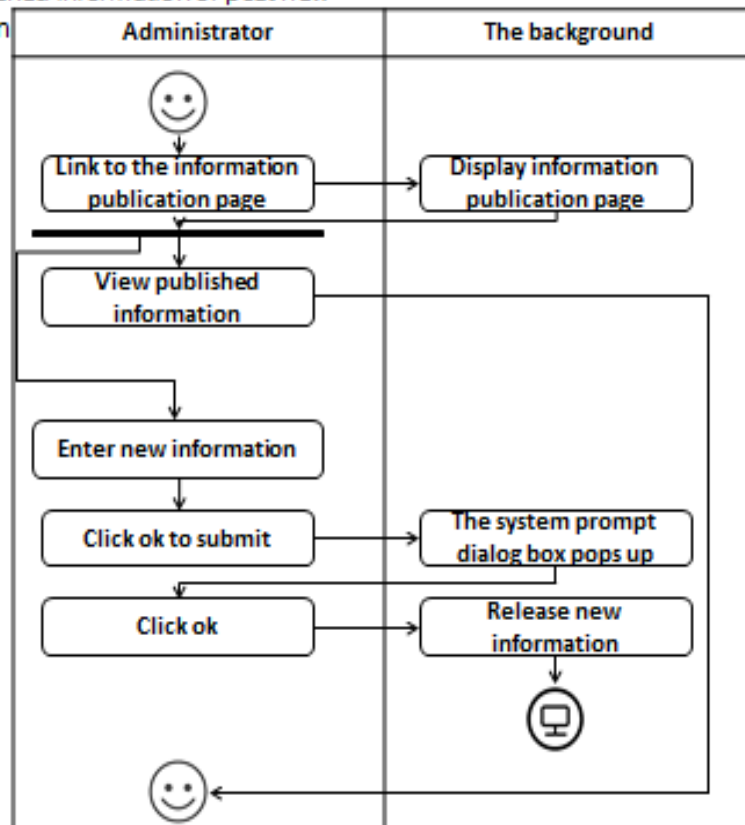 n
Administrator
The background
Link to the information
publication page
Display information
publication page
View published
information
Enter new information
Click ok to submit
The system prompt
dialog box pops up
Click ok
Release new
information